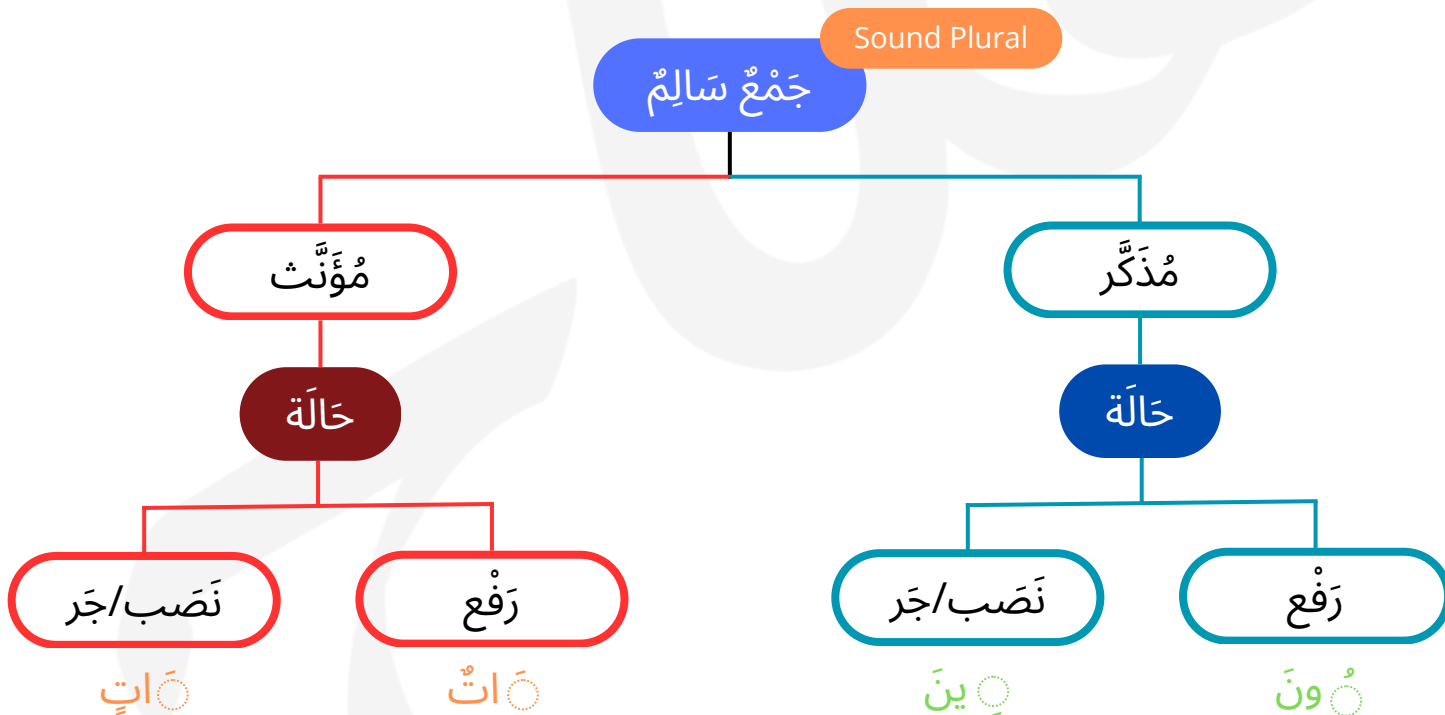 Sound Plural
جَمْعٌ سَالِمٌ
مُذَكَّر
مُؤَنَّث
حَالَة
حَالَة
رَفْع
نَصَب/جَر
رَفْع
نَصَب/جَر
◌ُ ونَ
◌ِ ينَ
◌َ اتٌ
◌َ اتٍ